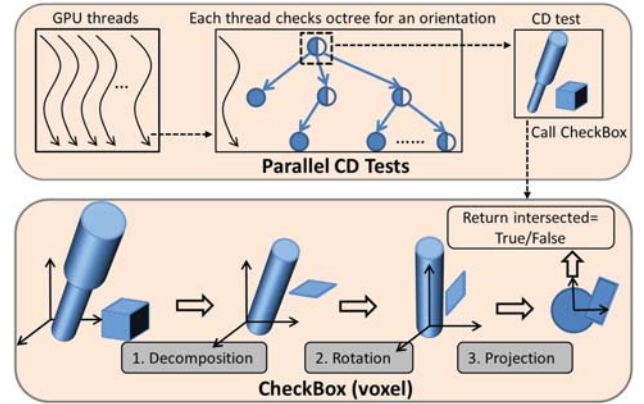 GPU threads
Each thread checks octree for an orientation
CD test
...
......
Call CheckBox
Parallel CD Tests
Return intersected=
True/False
1. Decomposition
2. Rotation
3. Projection
CheckBox (voxel)